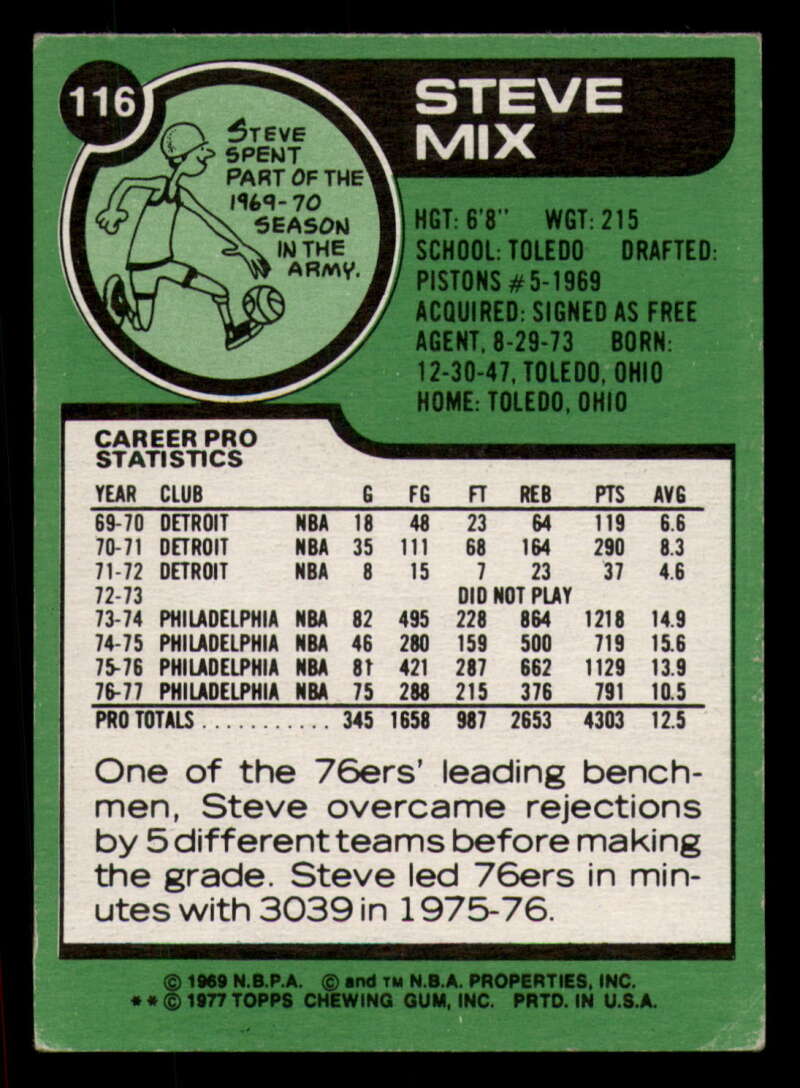 116
STEVE
MIX
STEVE
SPENT
PART OF THE
1969-70
SEASON
IN THE
ARMY.
HGT: 6'8" WGT: 215
SCHOOL: TOLEDO DRAFTED:
PISTONS #5-1969
ACQUIRED: SIGNED AS FREE
AGENT, 8-29-73 BORN:
12-30-47, TOLEDO, OHIO
HOME: TOLEDO, OHIO
CAREER PRO
STATISTICS
YEAR CLUB G FG FT REB PTS AVG
69-70 DETROIT NBA 18 48 23 64 119 6.6
70-71 DETROIT NBA 35 111 68 164 290 8.3
71-72 DETROIT NBA 8 15 7 23 37 4.6
72-73 DID NOT PLAY
73-74 PHILADELPHIA NBA 82 495 228 864 1218 14.9
74-75 PHILADELPHIA NBA 46 280 159 500 719 15.6
75-76 PHILADELPHIA NBA 81 421 287 662 1129 13.9
76-77 PHILADELPHIA NBA 75 288 215 376 791 10.5
PRO TOTALS ........... 345 1658 987 2653 4303 12.5
One of the 76ers' leading bench-
men, Steve overcame rejections
by 5 different teams before making
the grade. Steve led 76ers in min-
utes with 3039 in 1975-76.
© 1969 N.B.P.A. © and TM N.B.A. PROPERTIES, INC.
**© 1977 TOPPS CHEWING GUM, INC. PRTD. IN U.S.A.